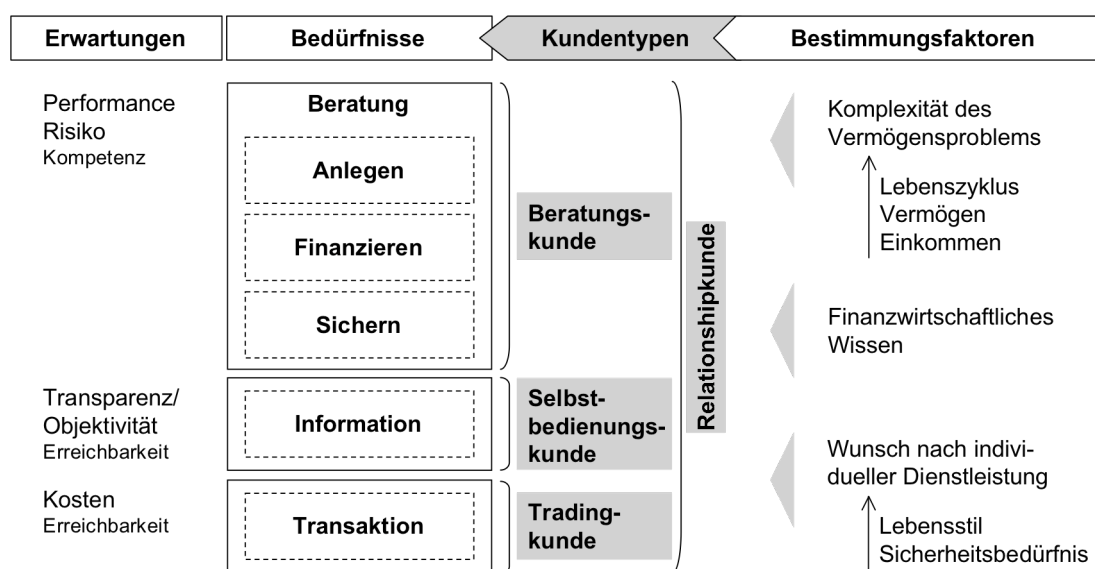 Erwartungen
Bedürfnisse
Kundentypen
Bestimmungsfaktoren
Performance
Risiko
Kompetenz
Beratung
Anlegen
Finanzieren
Sichern
Beratungs-
kunde
Relationshipkunde
Komplexität des
Vermögensproblems
Lebenszyklus
Vermögen
Einkommen
Finanzwirtschaftliches
Wissen
Transparenz/
Objektivität
Erreichbarkeit
Information
Selbst-
bedienungs-
kunde
Wunsch nach indivi-
dueller Dienstleistung
Lebensstil
Sicherheitsbedürfnis
Kosten
Erreichbarkeit
Transaktion
Trading-
kunde